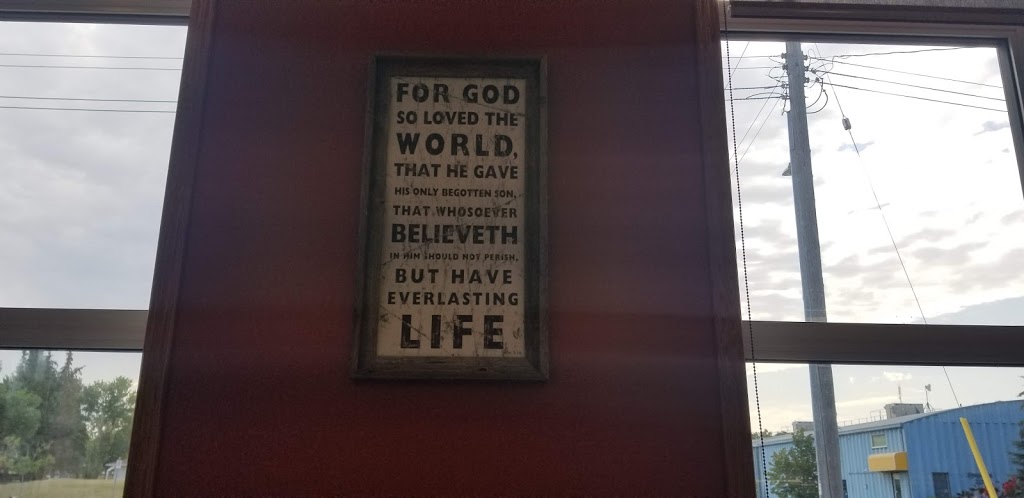 FOR GOD
SO LOVED THE
WORLD,
THAT HE GAVE
HIS ONLY BEGOTTEN SON,
THAT WHOSOEVER
BELIEVETH
IN HIM SHOULD NOT PERISH,
BUT HAVE
EVERLASTING
LIFE